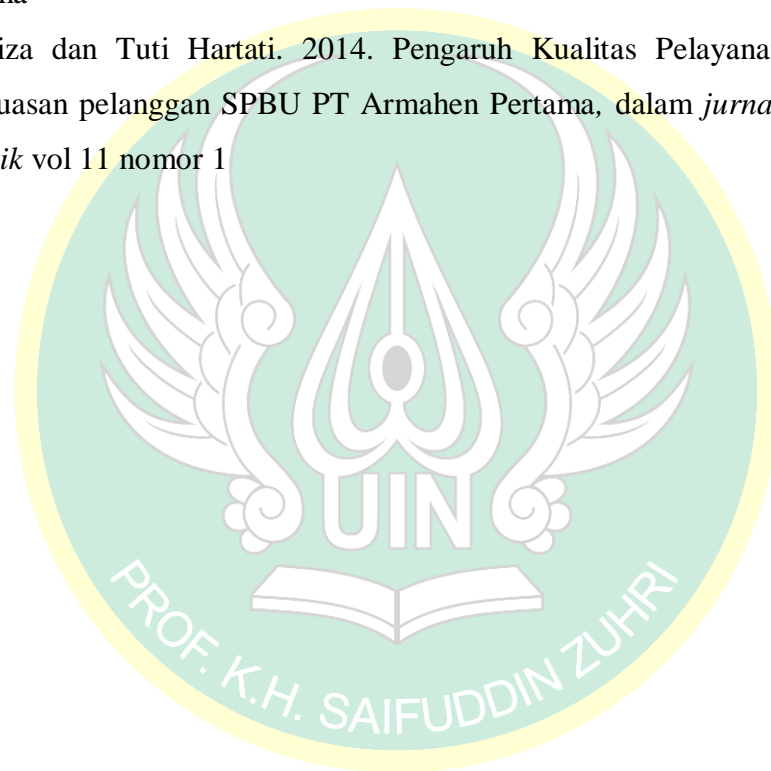 na
iza dan Tuti Hartati. 2014. Pengaruh Kualitas Pelayana
uasan pelanggan SPBU PT Armahen Pertama, dalam jurna
ik vol 11 nomor 1
UIN
PROF. K.H. SAIFUDDIN ZUHRI